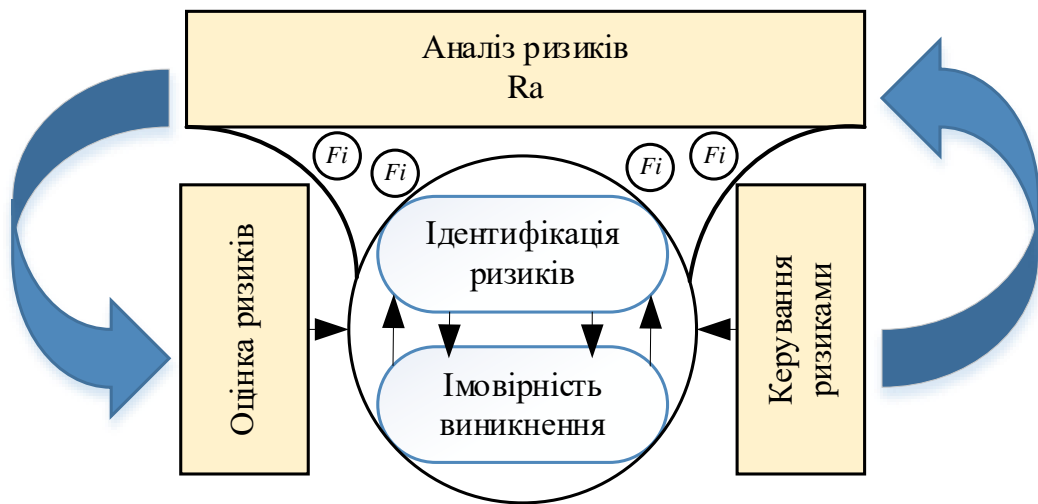 Аналіз ризиків
Ra
Fi
Fi
Fi
Fi
Оцінка ризиків
Ідентифікація
ризиків
Імовірність
виникнення
Керування
ризиками